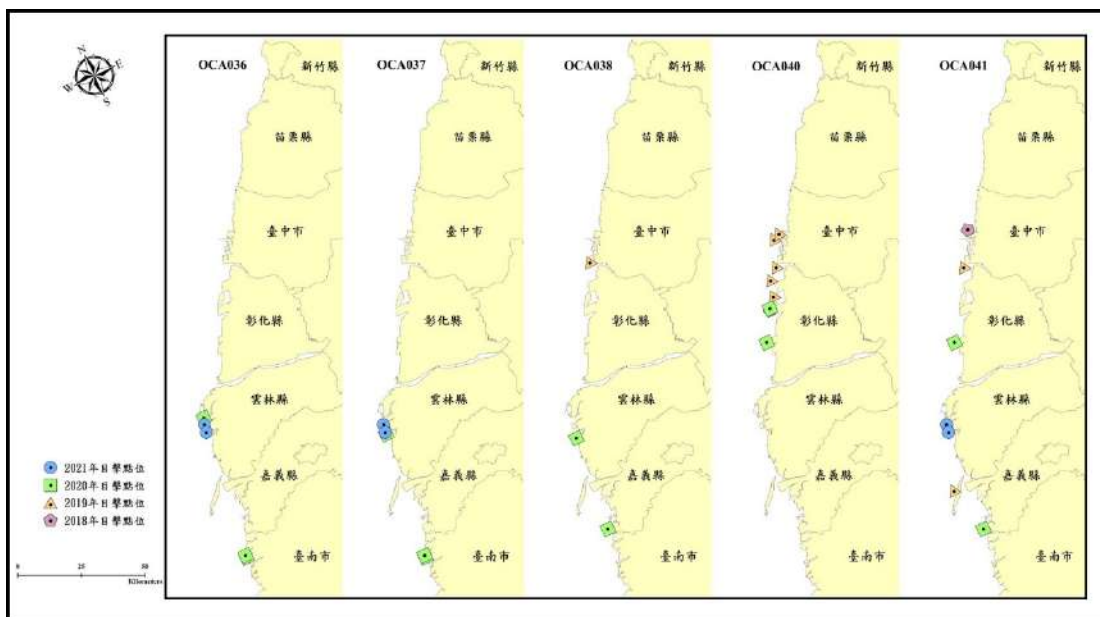 N
E
W
S
OCA036
新竹縣
苗栗縣
臺中市
彰化縣
雲林縣
嘉義縣
臺南市
OCA037
新竹縣
苗栗縣
臺中市
彰化縣
雲林縣
嘉義縣
臺南市
OCA038
新竹縣
苗栗縣
臺中市
彰化縣
雲林縣
嘉義縣
臺南市
OCA040
新竹縣
苗栗縣
臺中市
彰化縣
雲林縣
嘉義縣
臺南市
OCA041
新竹縣
苗栗縣
臺中市
彰化縣
雲林縣
嘉義縣
臺南市
2021年目擊點位
2020年目擊點位
2019年目擊點位
2018年目擊點位
0 25 50
Kilometers